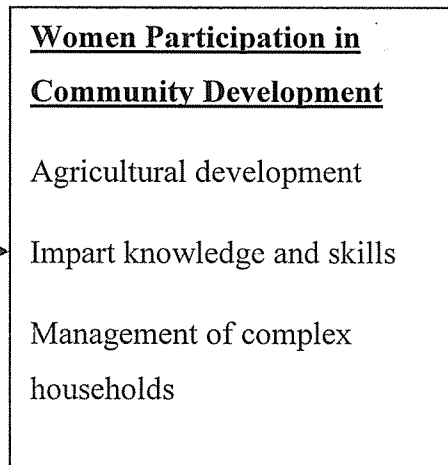 Women Participation in
Community Development
Agricultural development
Impart knowledge and skills
Management of complex
households